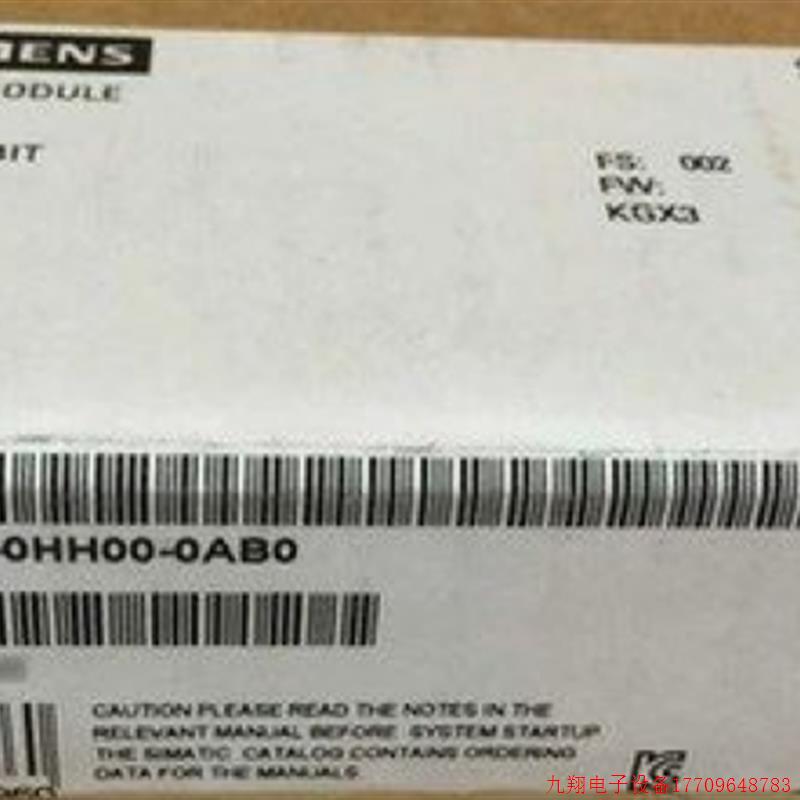 IENS
ODULE
BIT
FS: 002
FW:
KGX3
-0HH00-0AB0
CAUTION PLEASE READ THE NOTES IN THE
RELEVANT MANUAL BEFORE SYSTEM STARTUP
THE SIMATIC CATALOG CONTAINS ORDERING
DATA FOR THE MANUALS
九翔电子设备17709648783